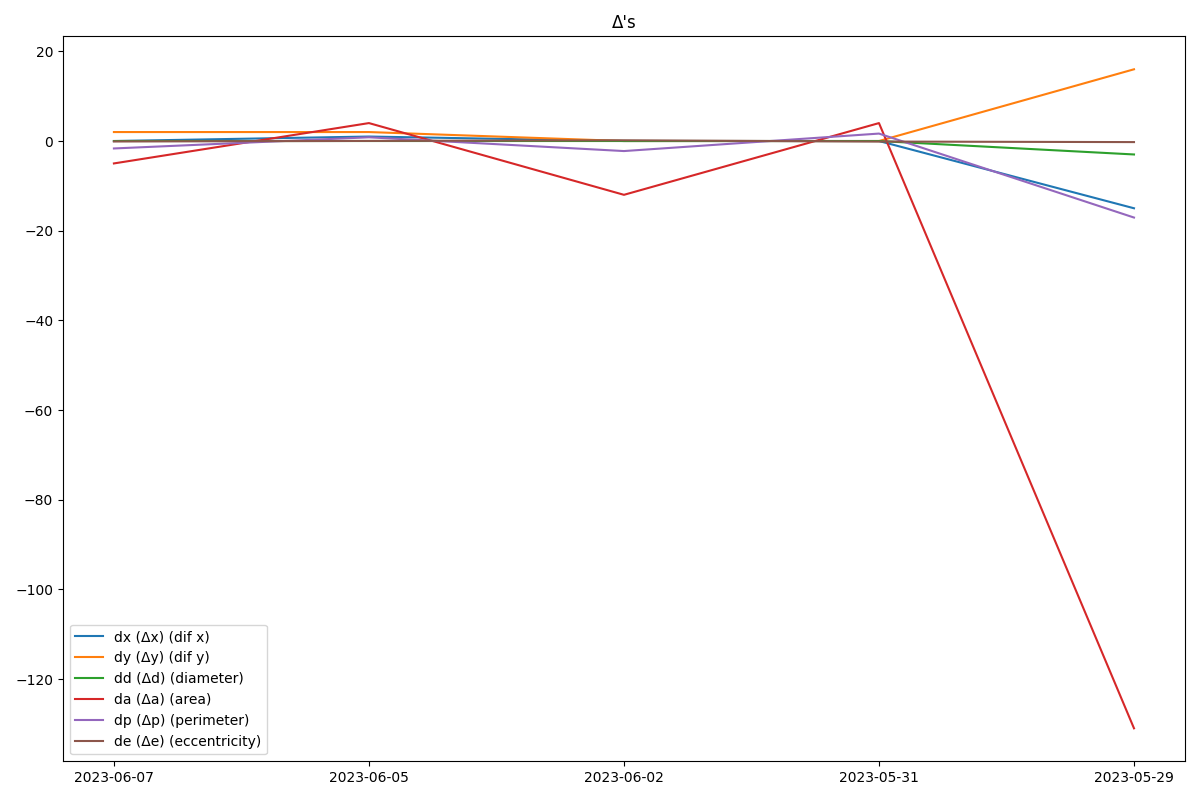 Δ's
20
0
−20
−40
−60
−80
−100
−120
dx (Δx) (dif x)
dy (Δy) (dif y)
dd (Δd) (diameter)
da (Δa) (area)
dp (Δp) (perimeter)
de (Δe) (eccentricity)
2023-06-07 2023-06-05 2023-06-02 2023-05-31 2023-05-29